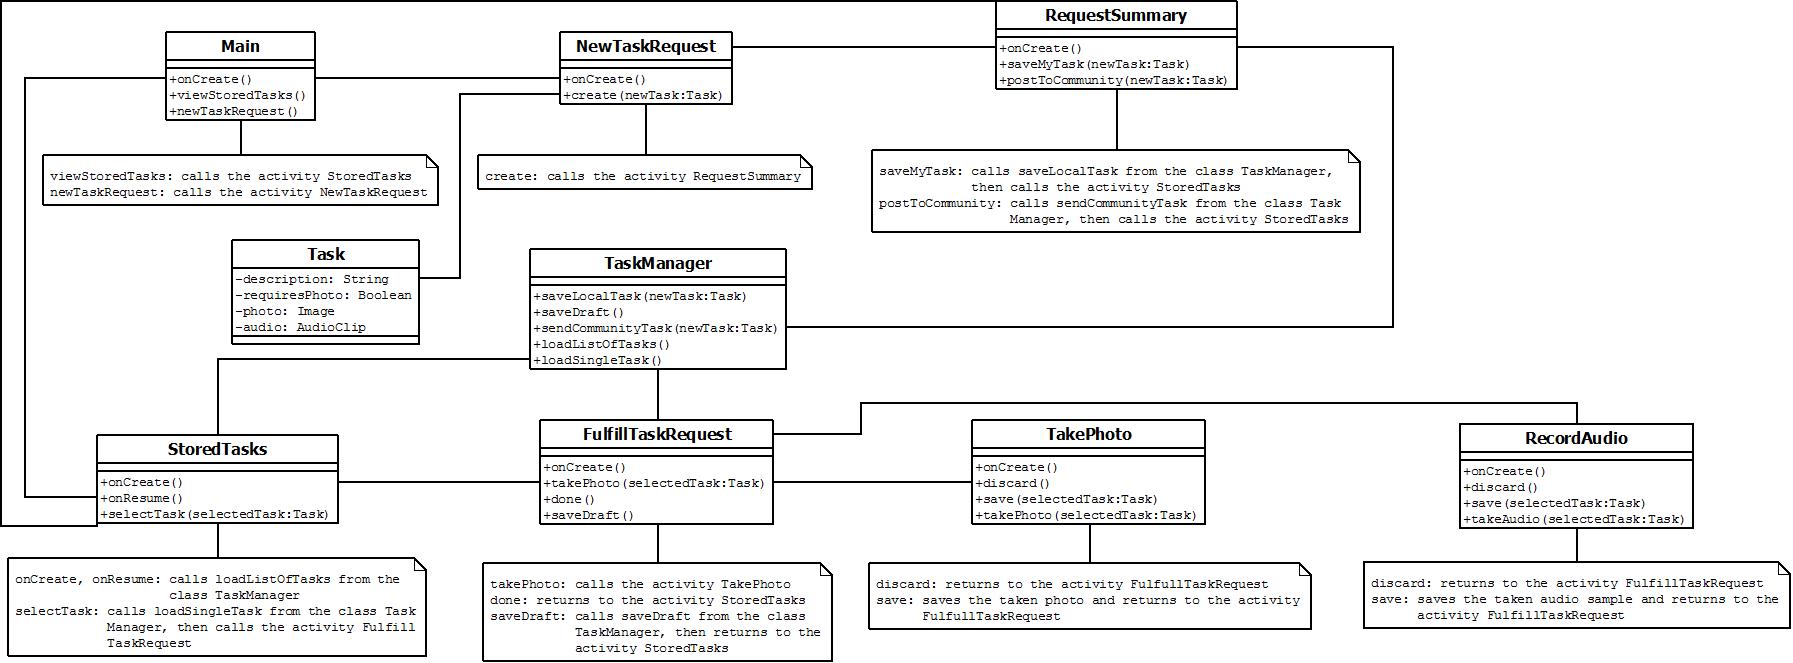 RequestSummary
+onCreate()
+saveMyTask(newTask:Task)
+postToCommunity(newTask:Task)
Main
+onCreate()
+viewStoredTasks()
+newTaskRequest()
NewTaskRequest
+onCreate()
+create(newTask:Task)
viewStoredTasks: calls the activity StoredTasks
newTaskRequest: calls the activity NewTaskRequest
create: calls the activity RequestSummary
saveMyTask: calls saveLocalTask from the class TaskManager,
then calls the activity StoredTasks
postToCommunity: calls sendCommunityTask from the class Task
Manager, then calls the activity StoredTasks
Task
-description: String
-requiresPhoto: Boolean
-photo: Image
-audio: AudioClip
TaskManager
+saveLocalTask(newTask:Task)
+saveDraft()
+sendCommunityTask(newTask:Task)
+loadListOfTasks()
+loadSingleTask()
StoredTasks
+onCreate()
+onResume()
+selectTask(selectedTask:Task)
FulfillTaskRequest
+onCreate()
+takePhoto(selectedTask:Task)
+done()
+saveDraft()
TakePhoto
+onCreate()
+discard()
+save(selectedTask:Task)
+takePhoto(selectedTask:Task)
RecordAudio
+onCreate()
+discard()
+save(selectedTask:Task)
+takeAudio(selectedTask:Task)
onCreate, onResume: calls loadListOfTasks from the
class TaskManager
selectTask: calls loadSingleTask from the class Task
Manager, then calls the activity Fulfill
TaskRequest
takePhoto: calls the activity TakePhoto
done: returns to the activity StoredTasks
saveDraft: calls saveDraft from the class
TaskManager, then returns to the
activity StoredTasks
discard: returns to the activity FulfullTaskRequest
save: saves the taken photo and returns to the activity
FulfullTaskRequest
discard: returns to the activity FulfillTaskRequest
save: saves the taken audio sample and returns to the
activity FulfillTaskRequest